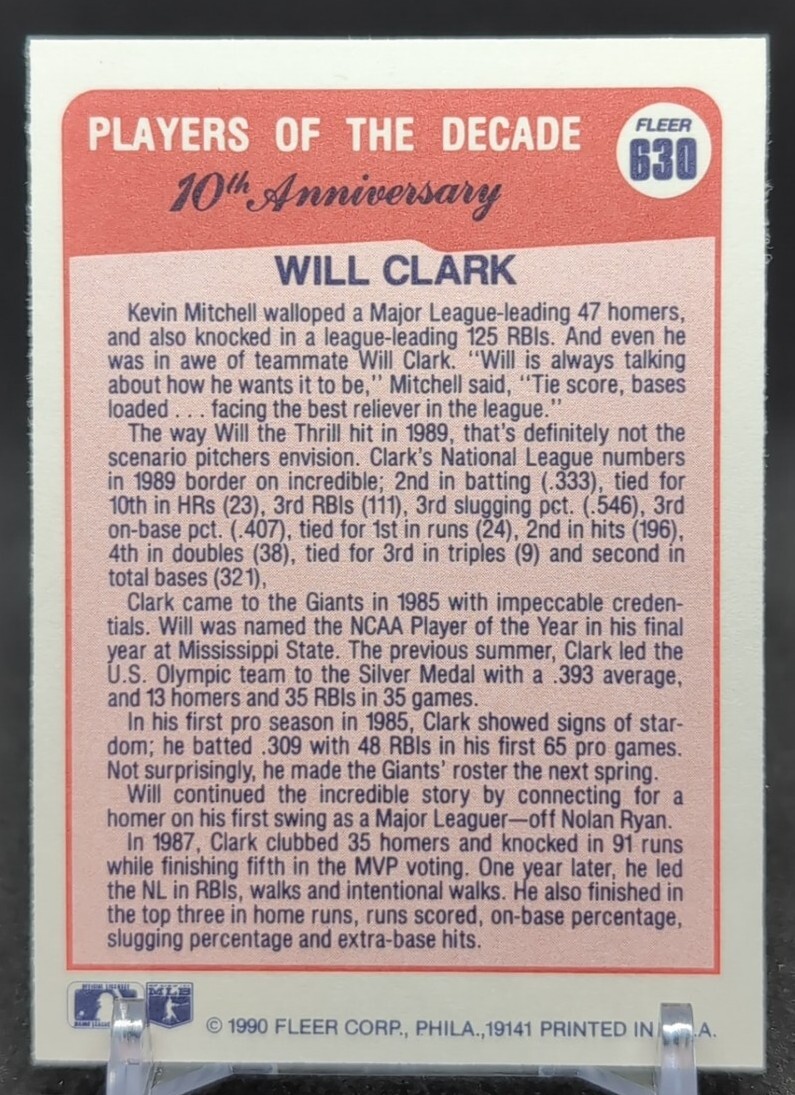 PLAYERS OF THE DECADE
FLEER
630
10th Anniversary
WILL CLARK
Kevin Mitchell walloped a Major League-leading 47 homers,
and also knocked in a league-leading 125 RBIs. And even he
was in awe of teammate Will Clark. "Will is always talking
about how he wants it to be," Mitchell said, "Tie score, bases
loaded . . . facing the best reliever in the league."
The way Will the Thrill hit in 1989, that's definitely not the
scenario pitchers envision. Clark's National League numbers
in 1989 border on incredible; 2nd in batting (.333), tied for
10th in HRs (23), 3rd RBIs (111), 3rd slugging pct. (.546), 3rd
on-base pct. (.407), tied for 1st in runs (24), 2nd in hits (196),
4th in doubles (38), tied for 3rd in triples (9) and second in
total bases (321),
Clark came to the Giants in 1985 with impeccable creden-
tials. Will was named the NCAA Player of the Year in his final
year at Mississippi State. The previous summer, Clark led the
U.S. Olympic team to the Silver Medal with a .393 average,
and 13 homers and 35 RBIs in 35 games.
In his first pro season in 1985, Clark showed signs of star-
dom; he batted .309 with 48 RBIs in his first 65 pro games.
Not surprisingly, he made the Giants' roster the next spring.
Will continued the incredible story by connecting for a
homer on his first swing as a Major Leaguer—off Nolan Ryan.
In 1987, Clark clubbed 35 homers and knocked in 91 runs
while finishing fifth in the MVP voting. One year later, he led
the NL in RBIs, walks and intentional walks. He also finished in
the top three in home runs, runs scored, on-base percentage,
slugging percentage and extra-base hits.
MLB
© 1990 FLEER CORP., PHILA.,19141 PRINTED IN